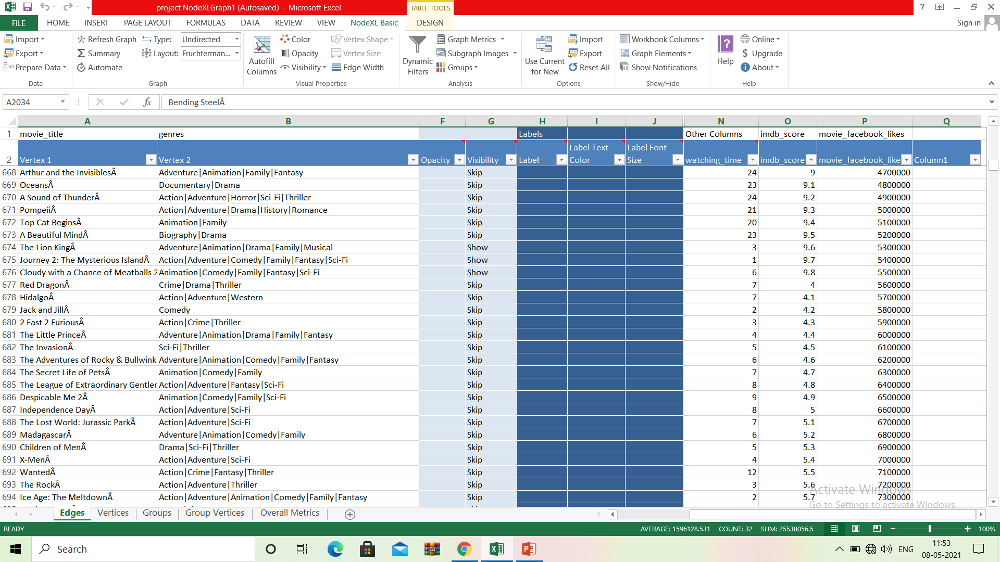 project NodeXLGraph1 (Autosaved) - Microsoft Excel
TABLE TOOLS
FILE HOME INSERT PAGE LAYOUT FORMULAS DATA REVIEW VIEW NodeXL Basic DESIGN Sign in
Import Refresh Graph Type: Undirected Color Vertex Shape Graph Metrics Import Workbook Columns Online
Export Summary Layout: Fruchterman... Opacity Vertex Size Subgraph Images Export Graph Elements $ Upgrade
Prepare Data Automate Autofill Columns Visibility Edge Width Dynamic Filters Groups Use Current for New Reset All Show Notifications Help About
Data Graph Visual Properties Analysis Options Show/Hide Help
A2034 fx Bending SteelÂ
A B F G H I J N O P Q
1 movie_title genres Labels Other Columns imdb_score movie_facebook_likes
2 Vertex 1 Vertex 2 Opacity Visibility Label Label Text Color Label Font Size watching_time imdb_score movie_facebook_like Column1
668 Arthur and the InvisiblesÂ Adventure|Animation|Family|Fantasy Skip 24 9 4700000
669 OceansÂ Documentary|Drama Skip 23 9.1 4800000
670 A Sound of ThunderÂ Action|Adventure|Horror|Sci-Fi|Thriller Skip 24 9.2 4900000
671 PompeiiÂ Action|Adventure|Drama|History|Romance Skip 21 9.3 5000000
672 Top Cat BeginsÂ Animation|Family Skip 20 9.4 5100000
673 A Beautiful MindÂ Biography|Drama Skip 23 9.5 5200000
674 The Lion KingÂ Adventure|Animation|Drama|Family|Musical Show 3 9.6 5300000
675 Journey 2: The Mysterious IslandÂ Action|Adventure|Comedy|Family|Fantasy|Sci-Fi Show 1 9.7 5400000
676 Cloudy with a Chance of Meatballs 2 Animation|Comedy|Family|Fantasy|Sci-Fi Show 6 9.8 5500000
677 Red DragonÂ Crime|Drama|Thriller Skip 7 4 5600000
678 HidalgoÂ Action|Adventure|Western Skip 7 4.1 5700000
679 Jack and JillÂ Comedy Skip 2 4.2 5800000
680 2 Fast 2 FuriousÂ Action|Crime|Thriller Skip 3 4.3 5900000
681 The Little PrinceÂ Adventure|Animation|Drama|Family|Fantasy Skip 4 4.4 6000000
682 The InvasionÂ Sci-Fi|Thriller Skip 5 4.5 6100000
683 The Adventures of Rocky & Bullwink Adventure|Animation|Comedy|Family|Fantasy Skip 6 4.6 6200000
684 The Secret Life of PetsÂ Animation|Comedy|Family Skip 7 4.7 6300000
685 The League of Extraordinary Gentler Action|Adventure|Fantasy|Sci-Fi Skip 8 4.8 6400000
686 Despicable Me 2Â Animation|Comedy|Family|Sci-Fi Skip 9 4.9 6500000
687 Independence DayÂ Action|Adventure|Sci-Fi Skip 8 5 6600000
688 The Lost World: Jurassic ParkÂ Action|Adventure|Sci-Fi Skip 7 5.1 6700000
689 MadagascarÂ Adventure|Animation|Comedy|Family Skip 6 5.2 6800000
690 Children of MenÂ Drama|Sci-Fi|Thriller Skip 5 5.3 6900000
691 X-MenÂ Action|Adventure|Sci-Fi Skip 4 5.4 7000000
692 WantedÂ Action|Crime|Fantasy|Thriller Skip 12 5.5 7100000
693 The RockÂ Action|Adventure|Thriller Skip 3 5.6 7200000
694 Ice Age: The MeltdownÂ Action|Adventure|Animation|Comedy|Family|Fantasy Skip 2 5.7 7300000
Activate Windows
Go to Settings to activate Windows.
Edges Vertices Groups Group Vertices Overall Metrics
READY AVERAGE: 1596128.531 COUNT: 32 SUM: 25538056.5 100%
Search ENG 11:53
08-05-2021